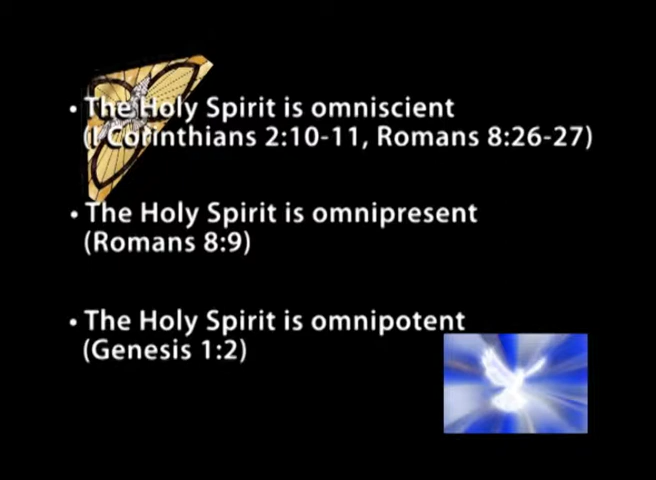 • The Holy Spirit is omniscient
(I Corinthians 2:10-11, Romans 8:26-27)
• The Holy Spirit is omnipresent
(Romans 8:9)
• The Holy Spirit is omnipotent
(Genesis 1:2)